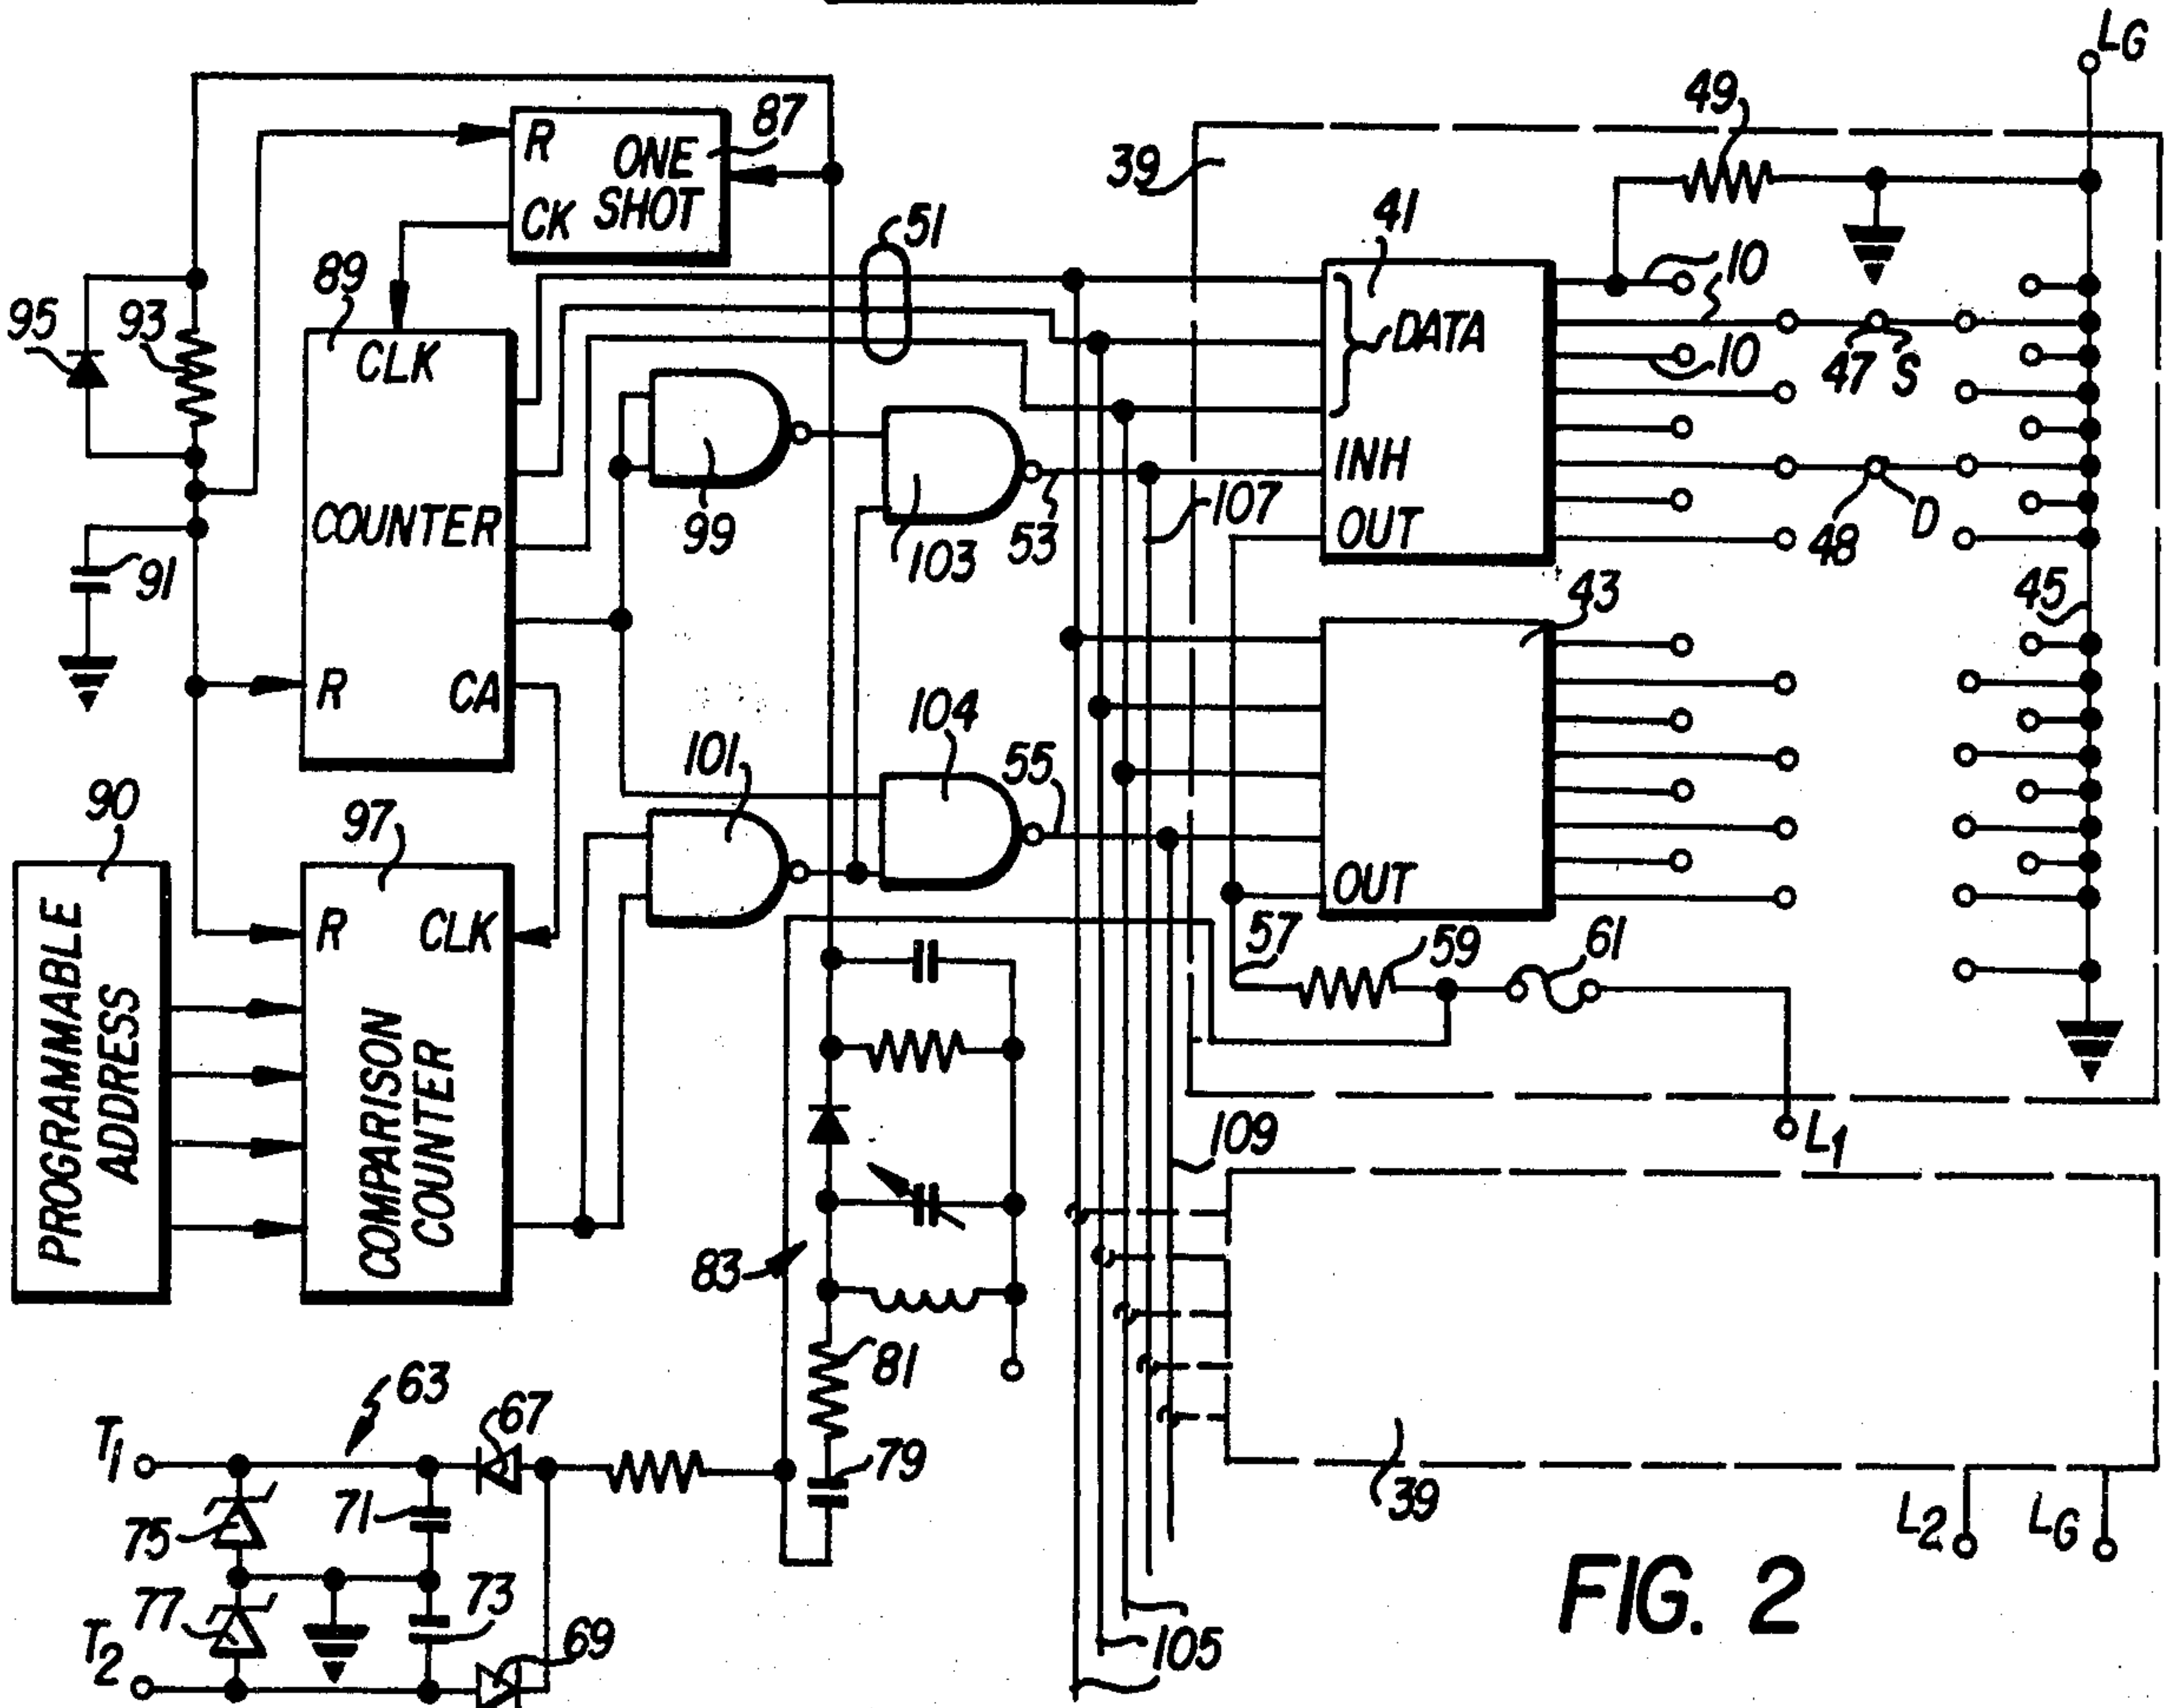 LG
49
87
R
ONE
SHOT
CK
39
51
41
10
89
95
93
CLK
DATA
10
47
S
INH
99
COUNTER
103
53
107
OUT
48
D
91
43
45
R
CA
104
101
55
90
97
OUT
57
59
61
R
CLK
PROGRAMMABLE
ADDRESS
COMPARISON
COUNTER
109
L1
83
63
67
81
T1
79
39
75
71
L2
LG
77
73
FIG. 2
T2
69
105